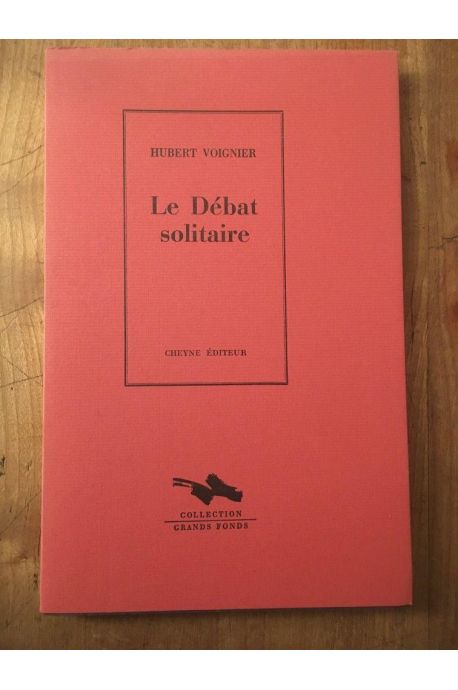 HUBERT VOIGNIER
Le Débat
solitaire
CHEYNE ÉDITEUR
COLLECTION
GRANDS FONDS